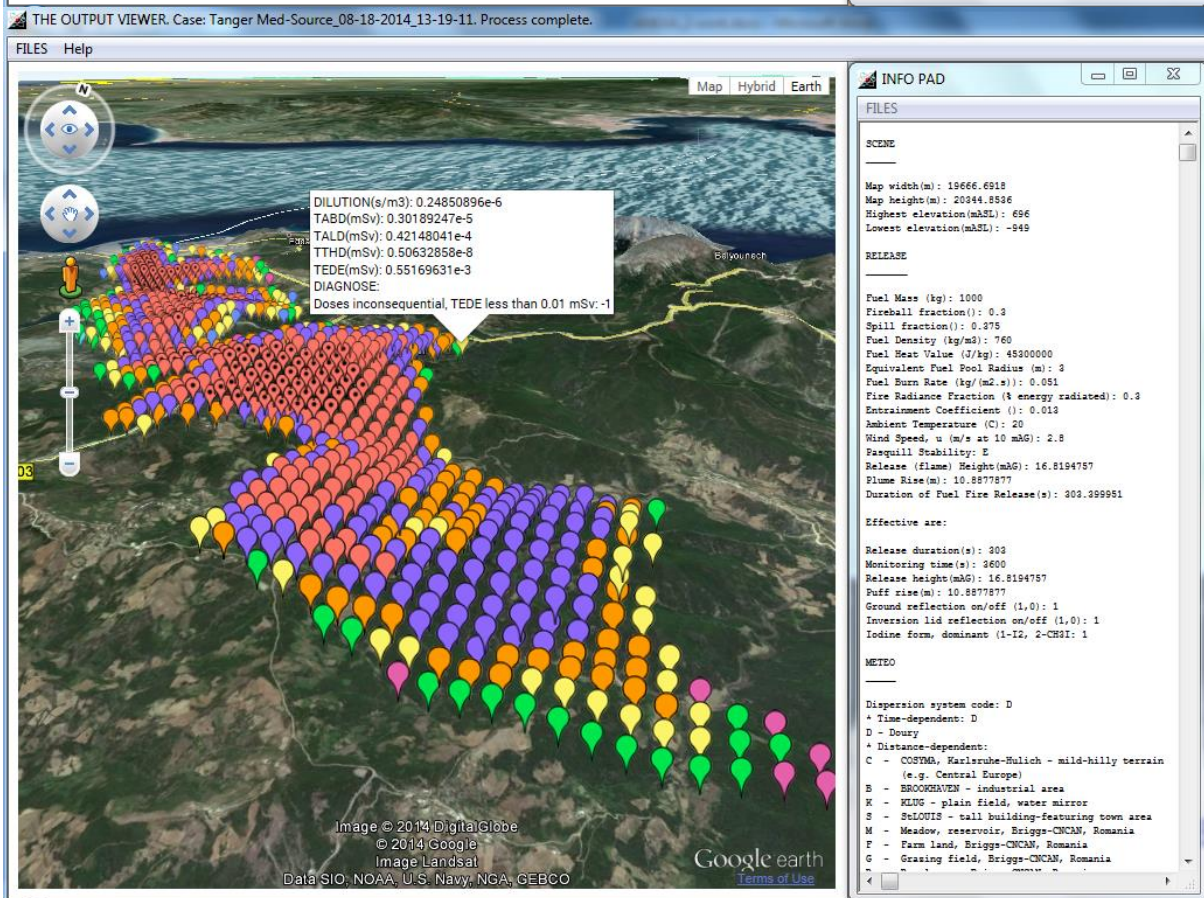 THE OUTPUT VIEWER. Case: Tanger Med-Source_08-18-2014_13-19-11. Process complete.
FILES Help
N
Map Hybrid Earth
DILUTION(s/m3): 0.24850896e-6
TABD(mSv): 0.30189247e-5
TALD(mSv): 0.42148041e-4
TTHD(mSv): 0.50632858e-8
TEDE(mSv): 0.55169631e-3
DIAGNOSE:
Doses inconsequential, TEDE less than 0.01 mSv: -1
Belyounech
03
Image © 2014 DigitalGlobe
© 2014 Google
Image Landsat
Data SIO, NOAA, U.S. Navy, NGA, GEBCO
Google earth
Terms of Use
INFO PAD
FILES
SCENE
Map width(m): 19666.6918
Map height(m): 20344.8536
Highest elevation(mASL): 696
Lowest elevation(mASL): -949
RELEASE
Fuel Mass (kg): 1000
Fireball fraction(): 0.3
Spill fraction(): 0.375
Fuel Density (kg/m3): 760
Fuel Heat Value (J/kg): 45300000
Equivalent Fuel Pool Radius (m): 3
Fuel Burn Rate (kg/(m2.s)): 0.051
Fire Radiance Fraction (% energy radiated): 0.3
Entrainment Coefficient (): 0.013
Ambient Temperature (C): 20
Wind Speed, u (m/s at 10 mAG): 2.8
Pasquill Stability: E
Release (flame) Height(mAG): 16.8194757
Plume Rise(m): 10.8877877
Duration of Fuel Fire Release(s): 303.399951
Effective are:
Release duration(s): 303
Monitoring time(s): 3600
Release height(mAG): 16.8194757
Puff rise(m): 10.8877877
Ground reflection on/off (1,0): 1
Inversion lid reflection on/off (1,0): 1
Iodine form, dominant (1-I2, 2-CH3I: 1
METEO
Dispersion system code: D
* Time-dependent: D
D - Doury
* Distance-dependent:
C - COSYMA, Karlsruhe-Hulich - mild-hilly terrain
(e.g. Central Europe)
B - BROOKHAVEN - industrial area
K - KLUG - plain field, water mirror
S - StLOUIS - tall building-featuring town area
M - Meadow, reservoir, Briggs-CNCAN, Romania
F - Farm land, Briggs-CNCAN, Romania
G - Grazing field, Briggs-CNCAN, Romania